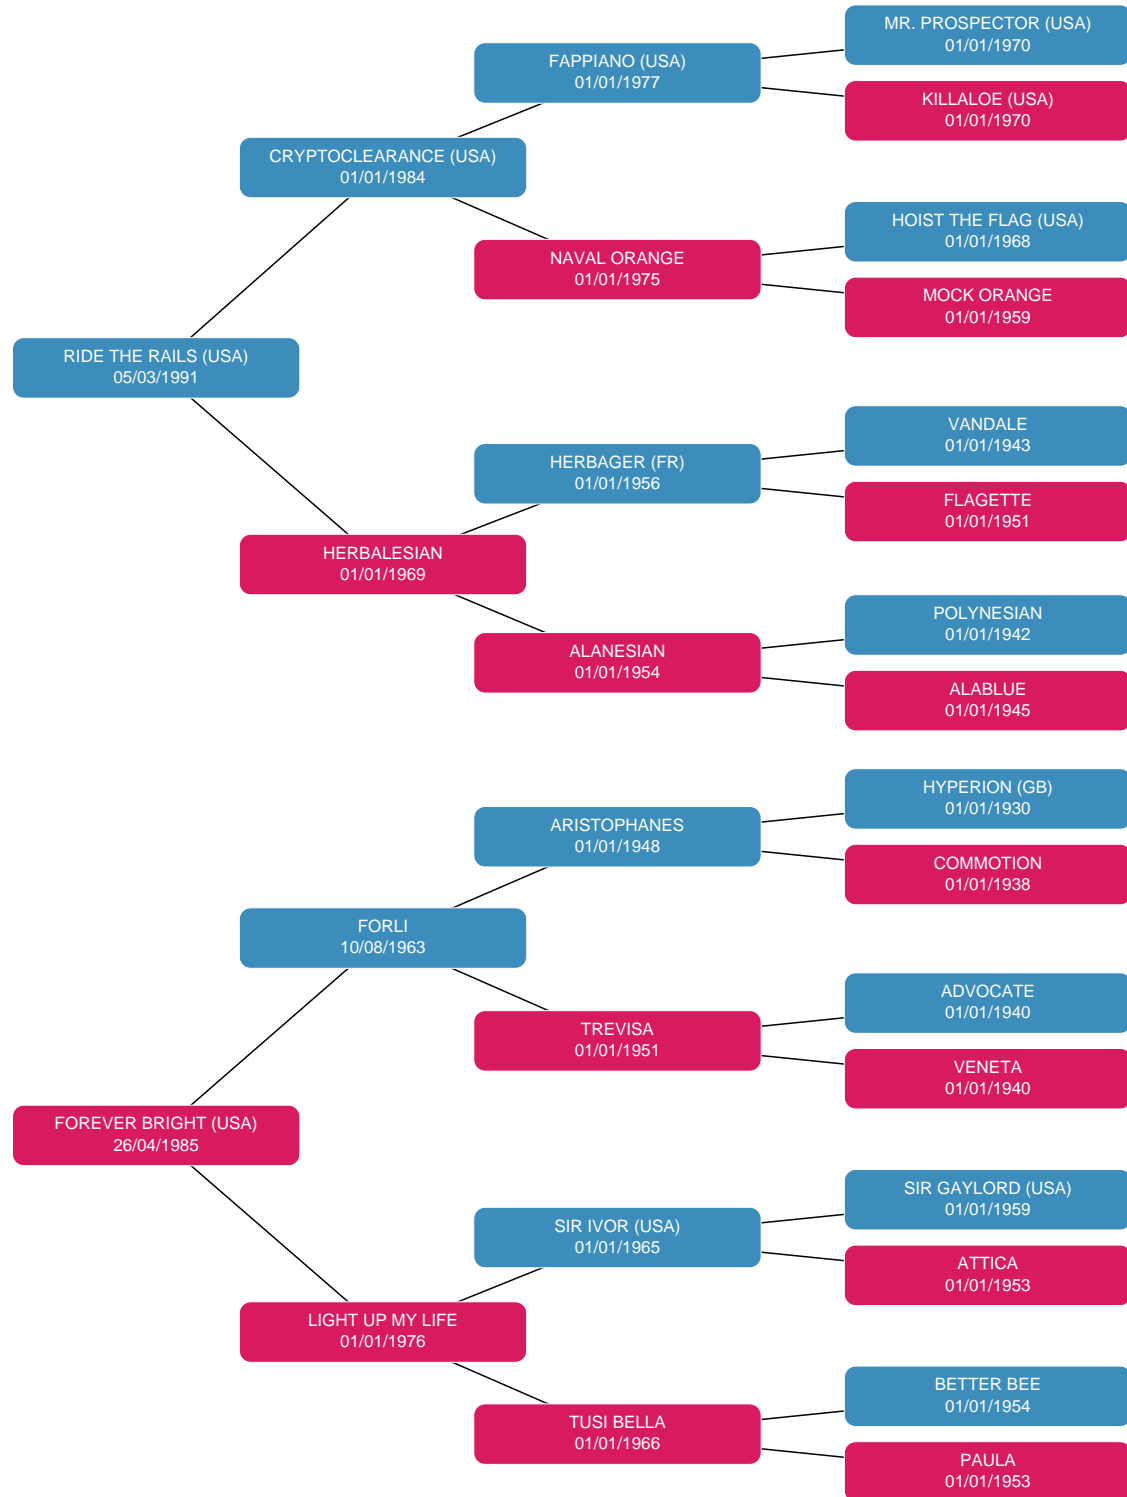 MR. PROSPECTOR (USA)
01/01/1970
FAPPIANO (USA)
01/01/1977
KILLALOE (USA)
01/01/1970
CRYPTOCLEARANCE (USA)
01/01/1984
HOIST THE FLAG (USA)
01/01/1968
NAVAL ORANGE
01/01/1975
MOCK ORANGE
01/01/1959
RIDE THE RAILS (USA)
05/03/1991
VANDALE
01/01/1943
HERBAGER (FR)
01/01/1956
FLAGETTE
01/01/1951
HERBALESIAN
01/01/1969
POLYNESIAN
01/01/1942
ALANESIAN
01/01/1954
ALABLUE
01/01/1945
HYPERION (GB)
01/01/1930
ARISTOPHANES
01/01/1948
COMMOTION
01/01/1938
FORLI
10/08/1963
ADVOCATE
01/01/1940
TREVISA
01/01/1951
VENETA
01/01/1940
FOREVER BRIGHT (USA)
26/04/1985
SIR GAYLORD (USA)
01/01/1959
SIR IVOR (USA)
01/01/1965
ATTICA
01/01/1953
LIGHT UP MY LIFE
01/01/1976
BETTER BEE
01/01/1954
TUSI BELLA
01/01/1966
PAULA
01/01/1953